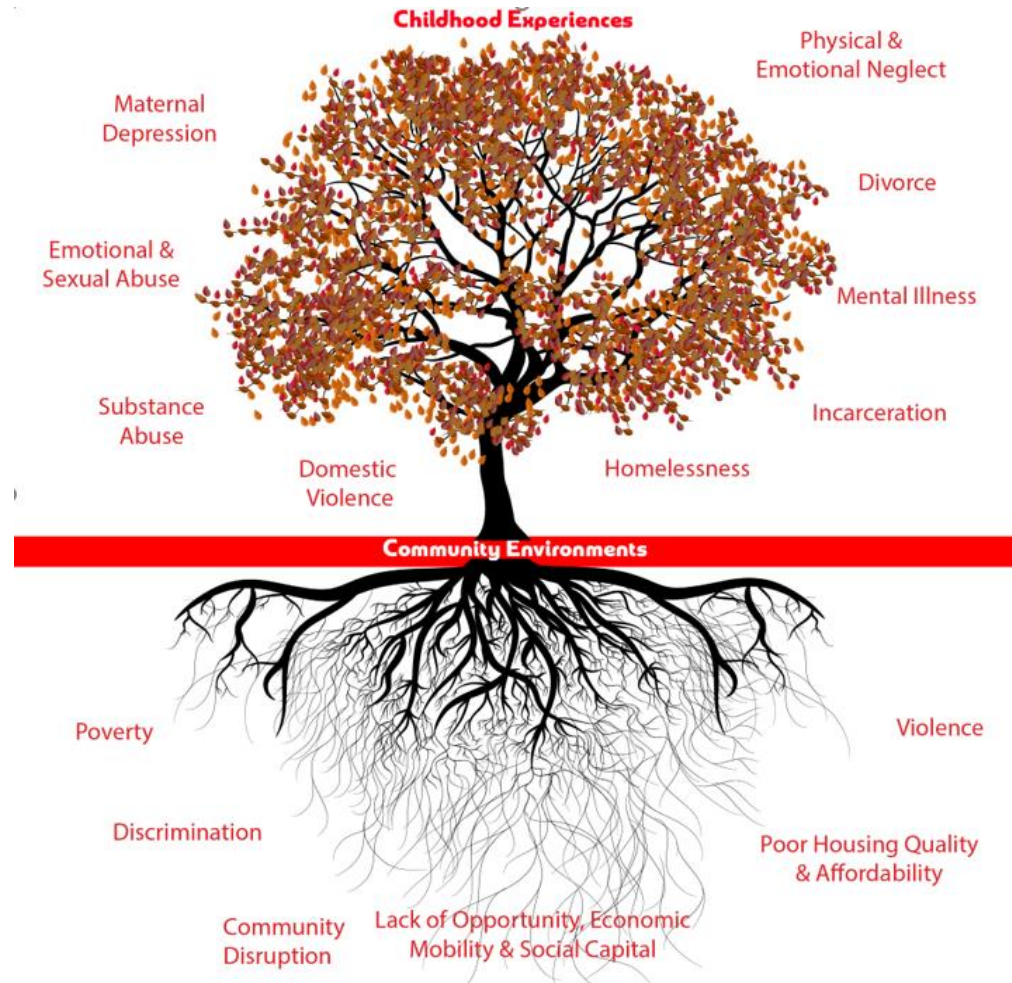 Childhood Experiences
Physical &
Emotional Neglect
Maternal
Depression
Divorce
Emotional &
Sexual Abuse
Mental Illness
Substance
Abuse
Incarceration
Domestic
Violence
Homelessness
Community Environments
Poverty
Violence
Discrimination
Poor Housing Quality
& Affordability
Community
Disruption
Lack of Opportunity, Economic
Mobility & Social Capital